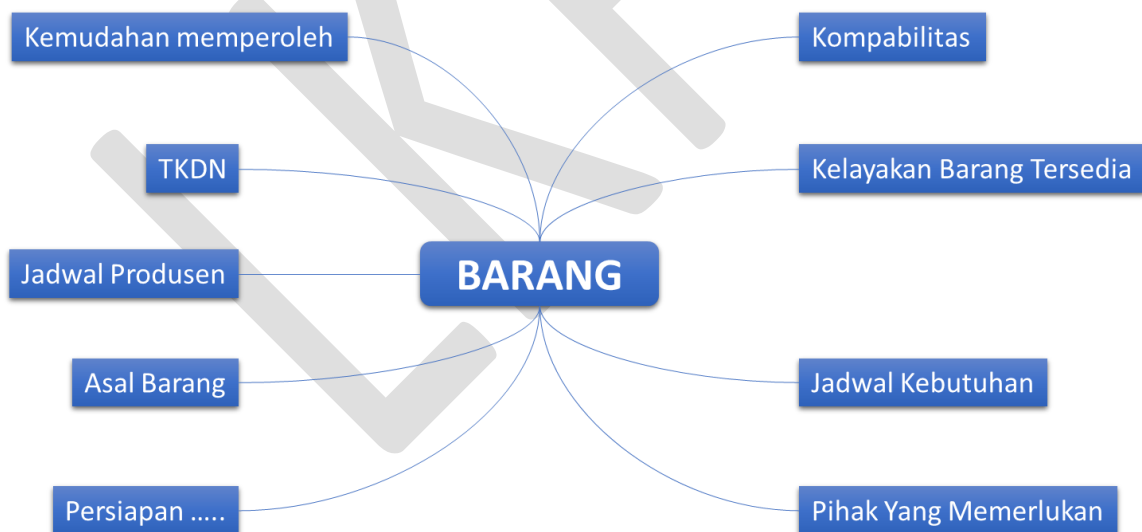 Kemudahan memperoleh
TKDN
Jadwal Produsen
Asal Barang
Persiapan .....
BARANG
Kompabilitas
Kelayakan Barang Tersedia
Jadwal Kebutuhan
Pihak Yang Memerlukan